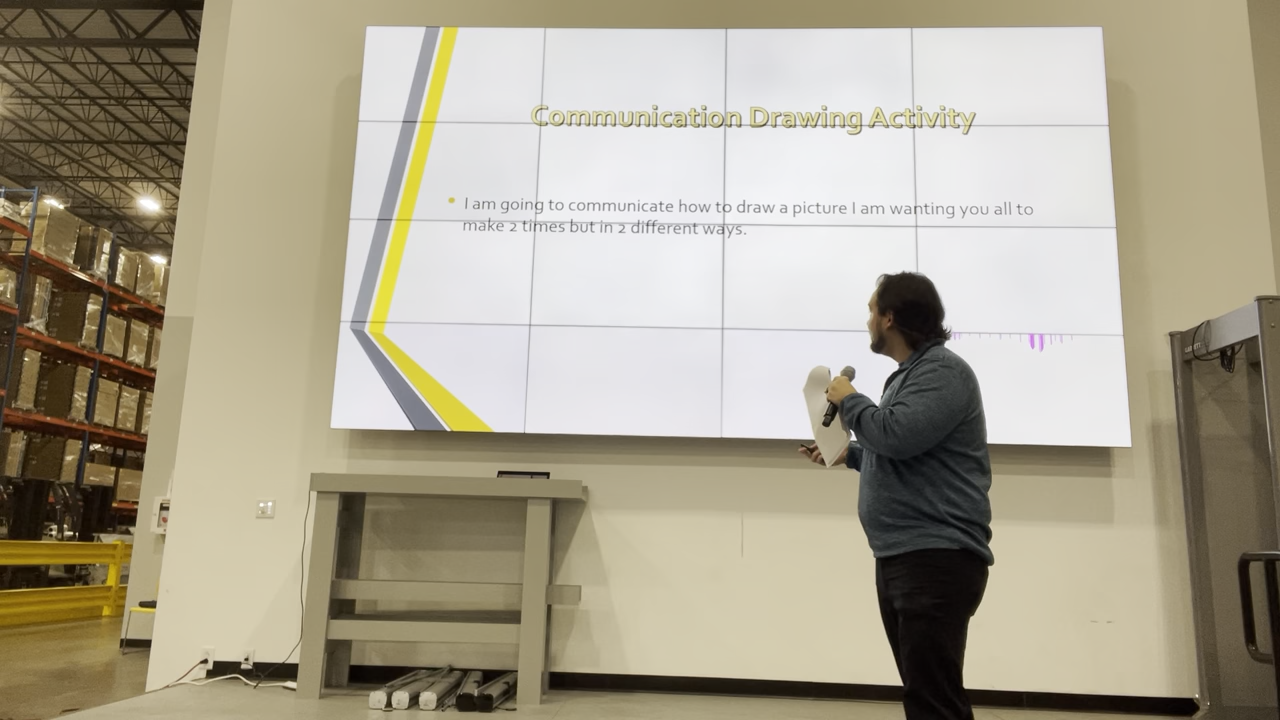 Communication Drawing Activity
I am going to communicate how to draw a picture I am wanting you all to
make 2 times but in 2 different ways.